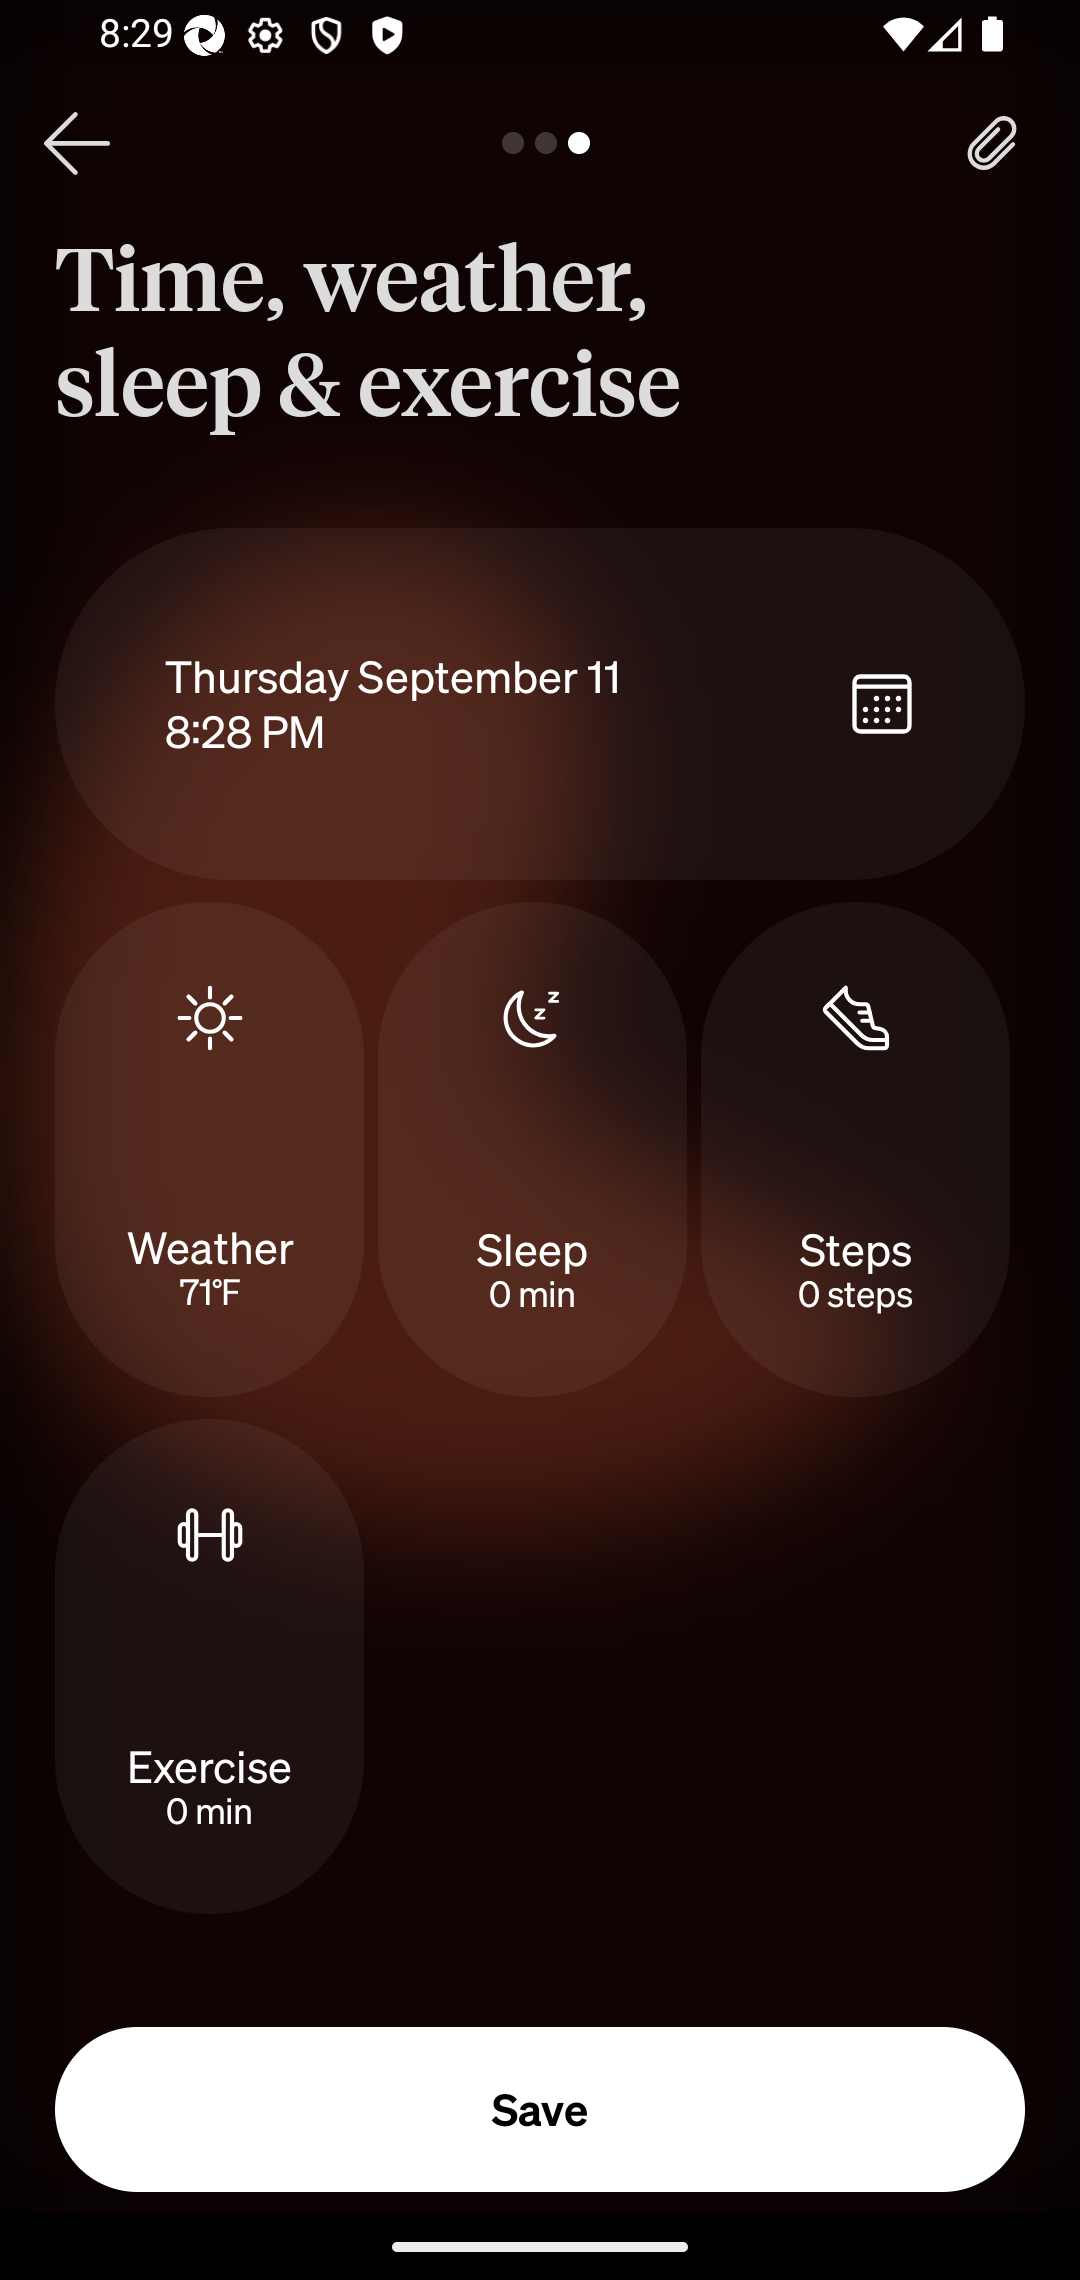 8:29
Time, weather,
sleep & exercise
Thursday September 11
8:28 PM
Weather
71°F
Sleep
0 min
Steps
0 steps
Exercise
0 min
Save